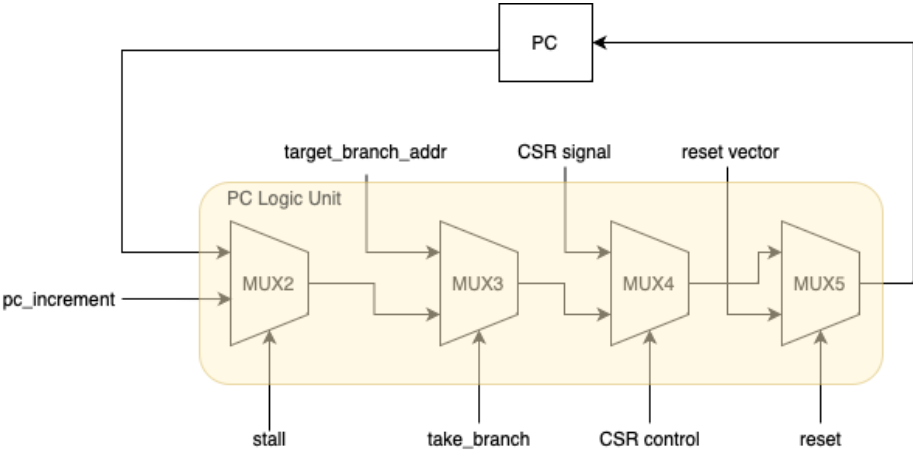 PC
target_branch_addr
CSR signal
reset vector
PC Logic Unit
MUX2
MUX3
MUX4
MUX5
pc_increment
stall
take_branch
CSR control
reset